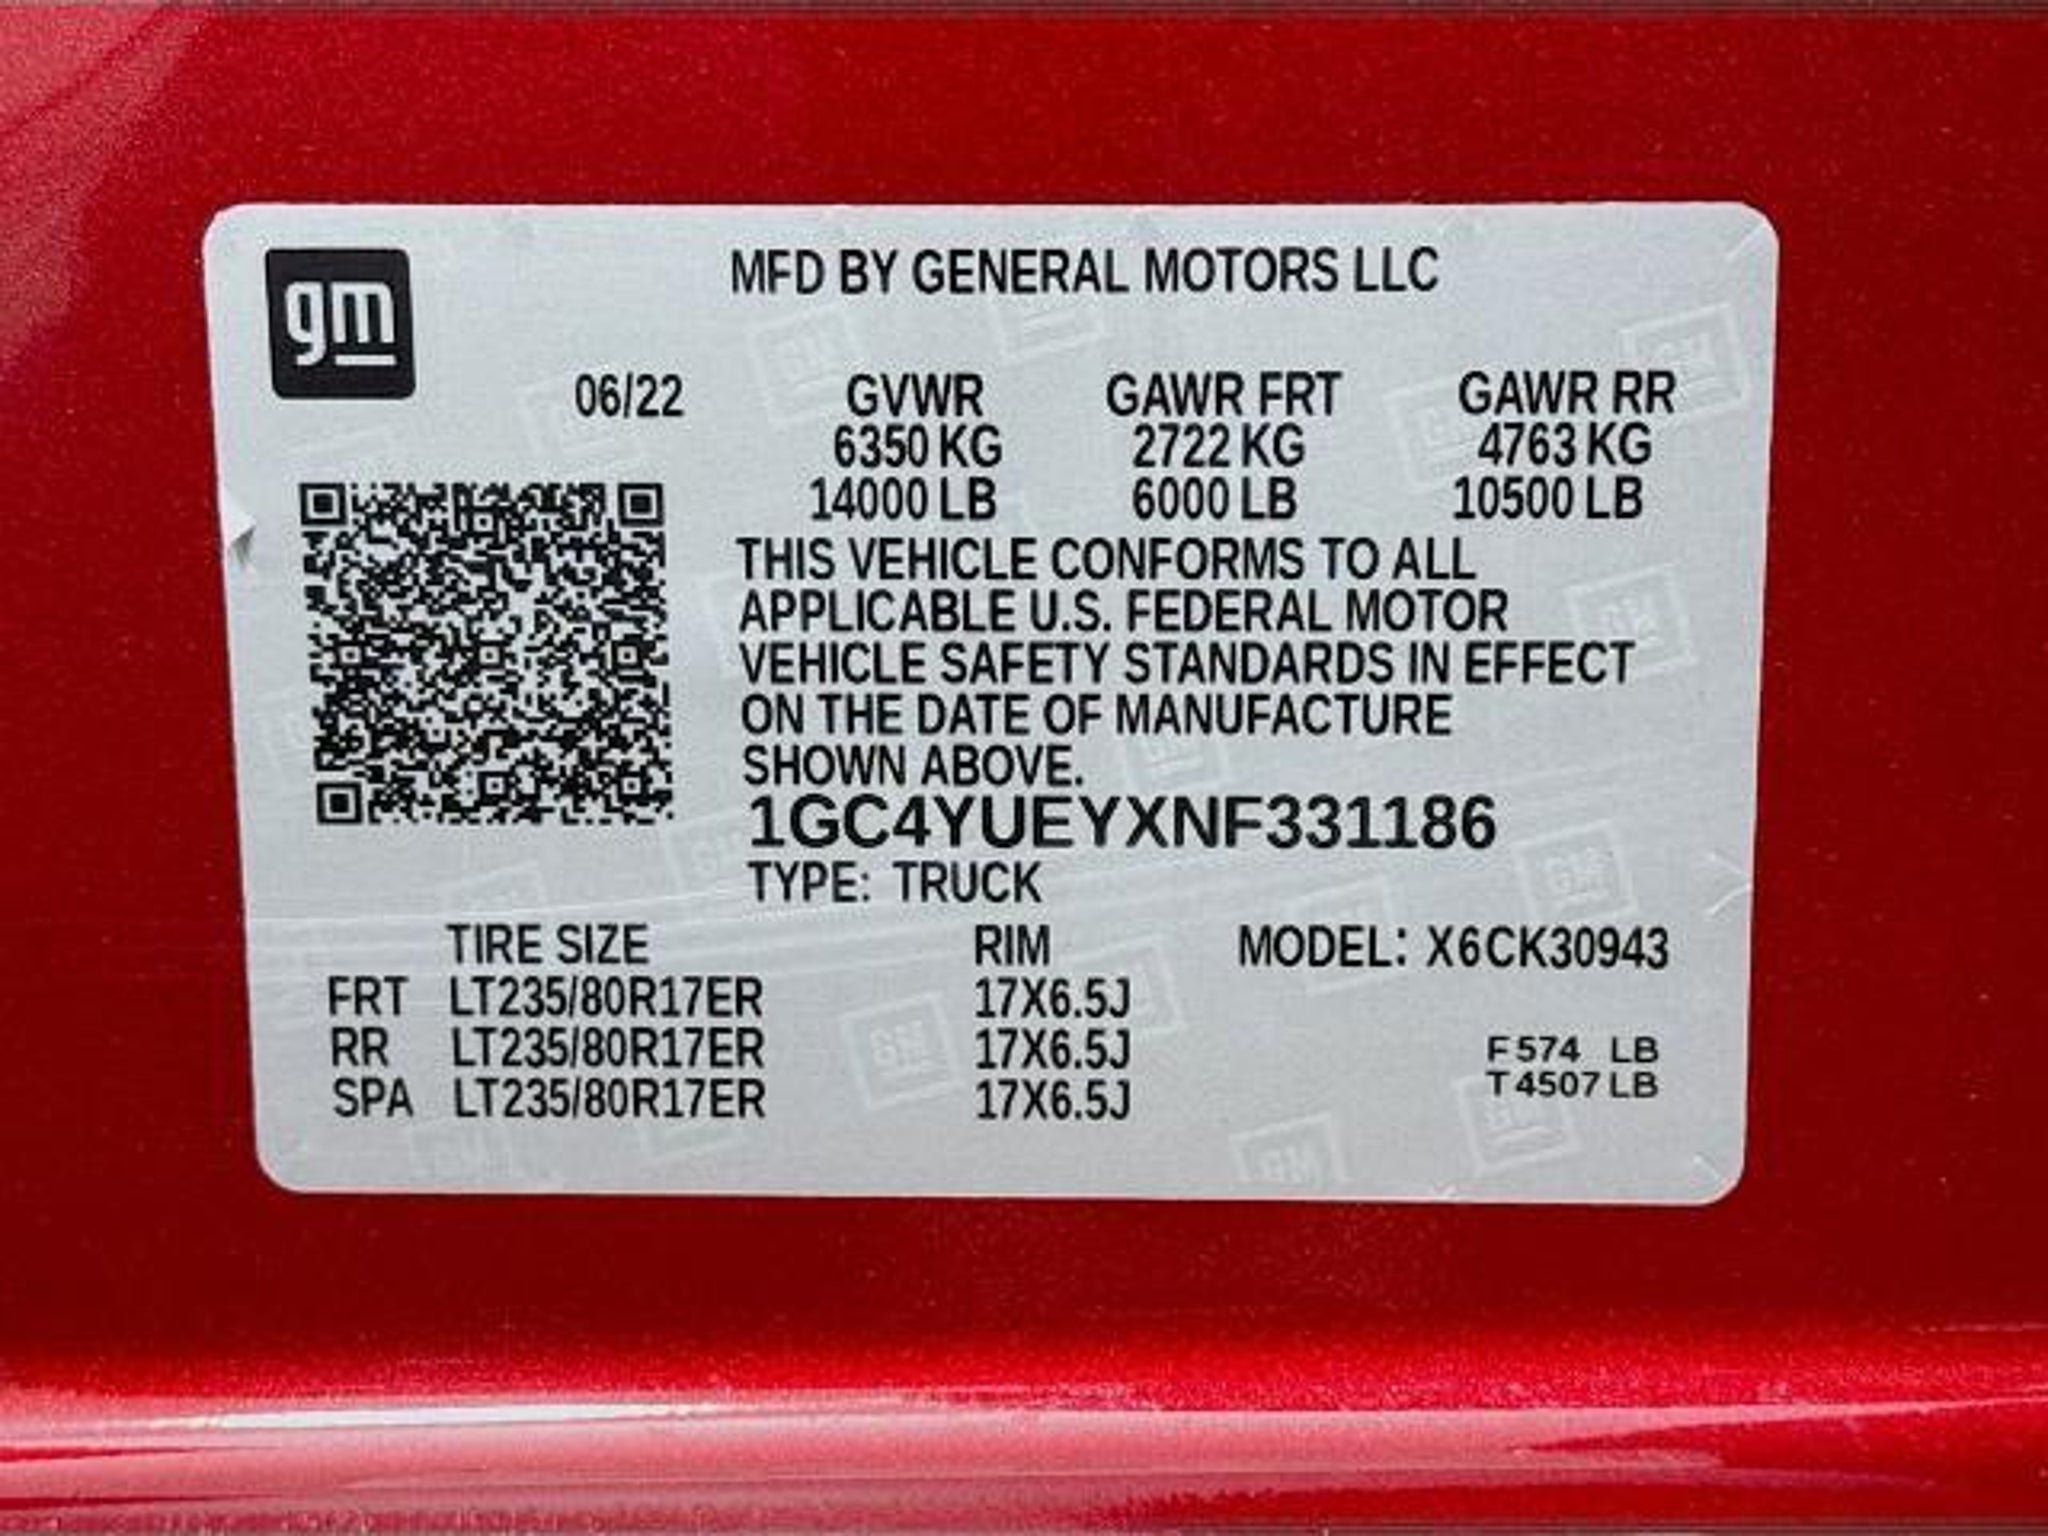 gm
MFD BY GENERAL MOTORS LLC
06/22 GVWR GAWR FRT GAWR RR
6350 KG 2722 KG 4763 KG
14000 LB 6000 LB 10500 LB
THIS VEHICLE CONFORMS TO ALL
APPLICABLE U.S. FEDERAL MOTOR
VEHICLE SAFETY STANDARDS IN EFFECT
ON THE DATE OF MANUFACTURE
SHOWN ABOVE.
1GC4YUEYXNF331186
TYPE: TRUCK
TIRE SIZE RIM MODEL: X6CK30943
FRT LT235/80R17ER 17X6.5J
RR LT235/80R17ER 17X6.5J
SPA LT235/80R17ER 17X6.5J
F 574 LB
T 4507 LB